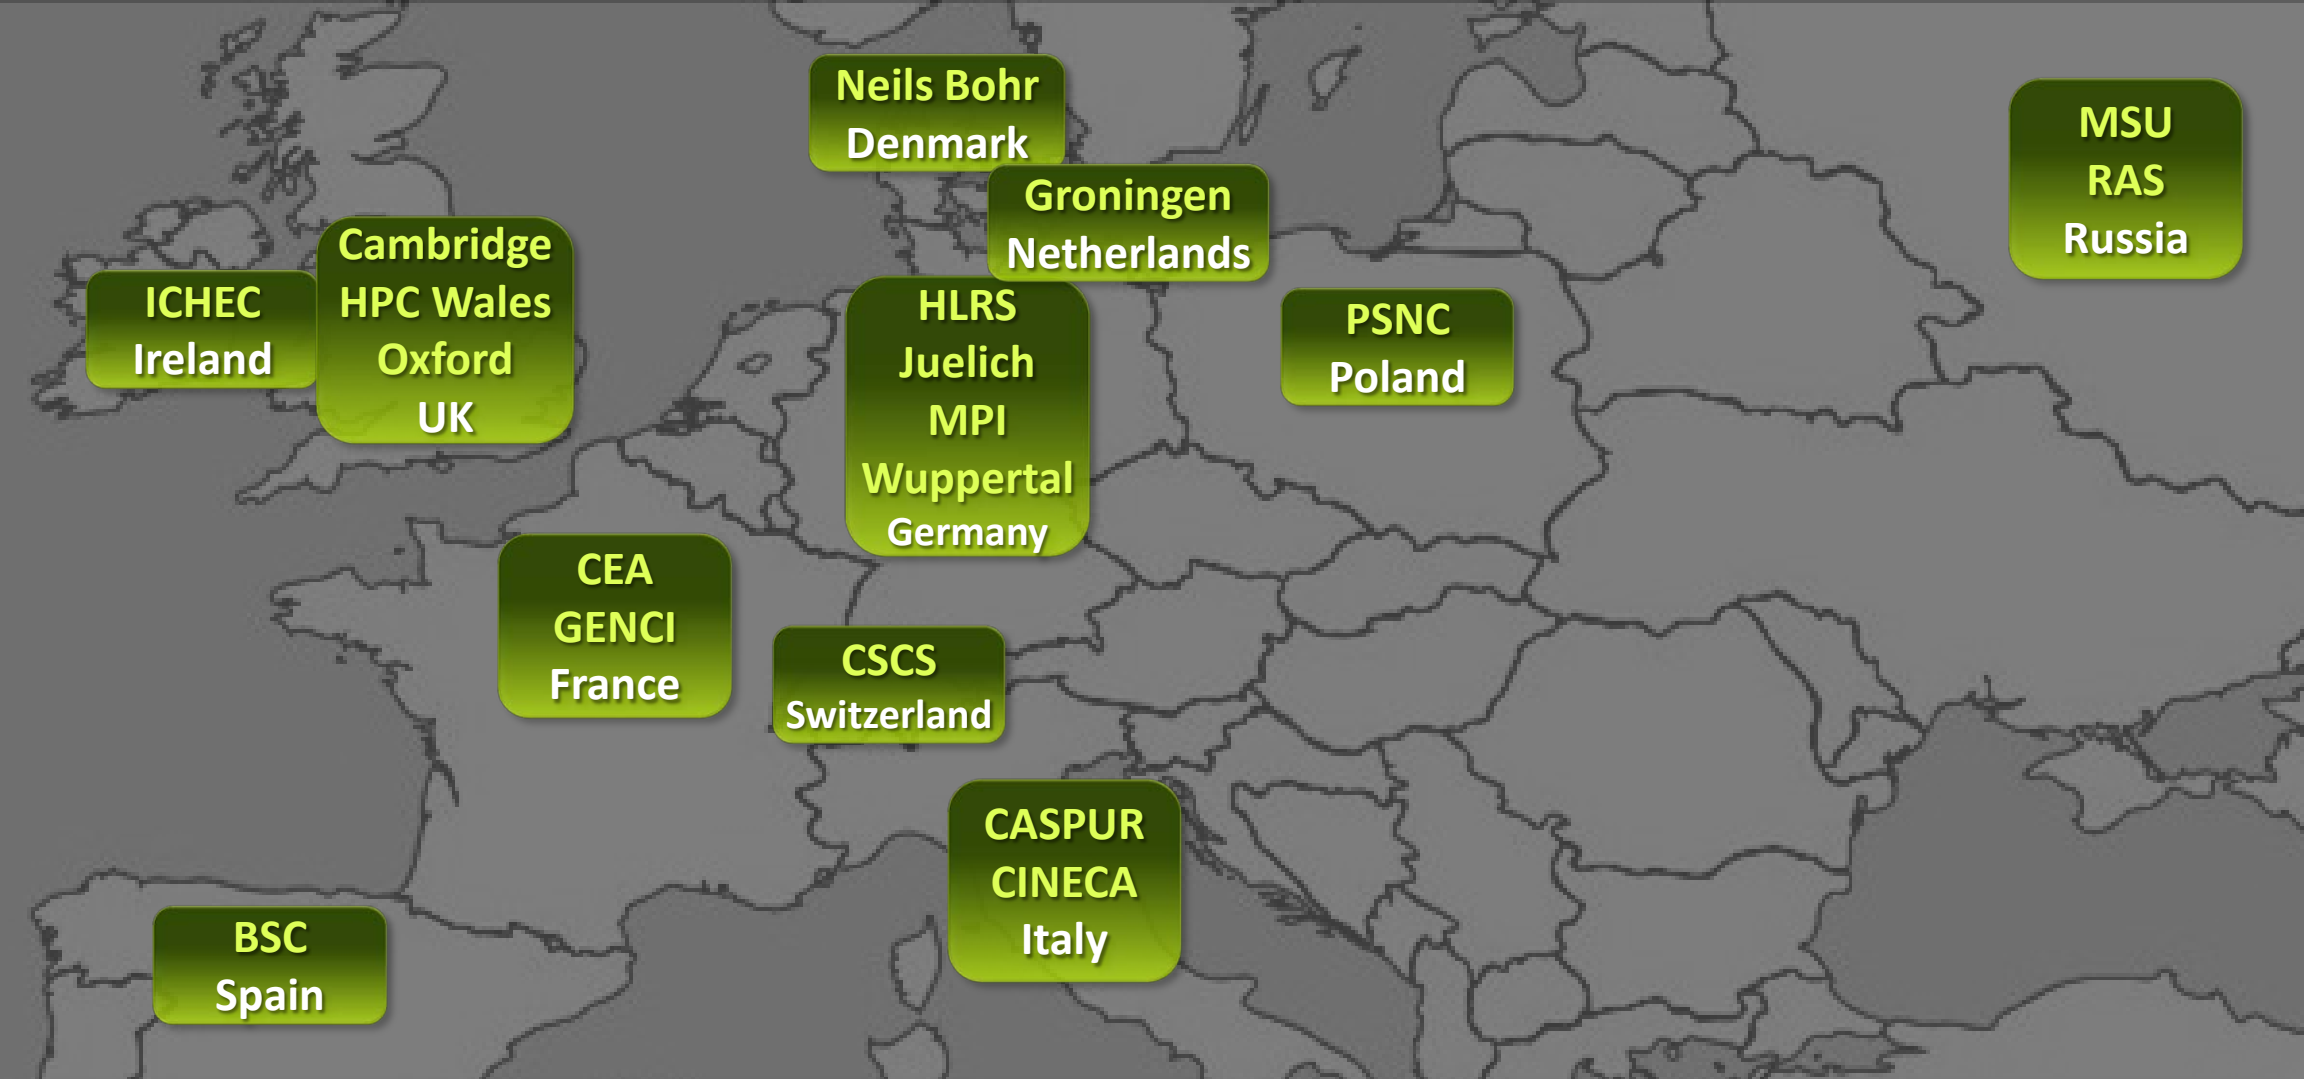 Neils Bohr
Denmark
MSU
RAS
Russia
Groningen
Netherlands
Cambridge
HPC Wales
Oxford
UK
ICHEC
Ireland
HLRS
Juelich
MPI
Wuppertal
Germany
PSNC
Poland
CEA
GENCI
France
CSCS
Switzerland
CASPUR
CINECA
Italy
BSC
Spain